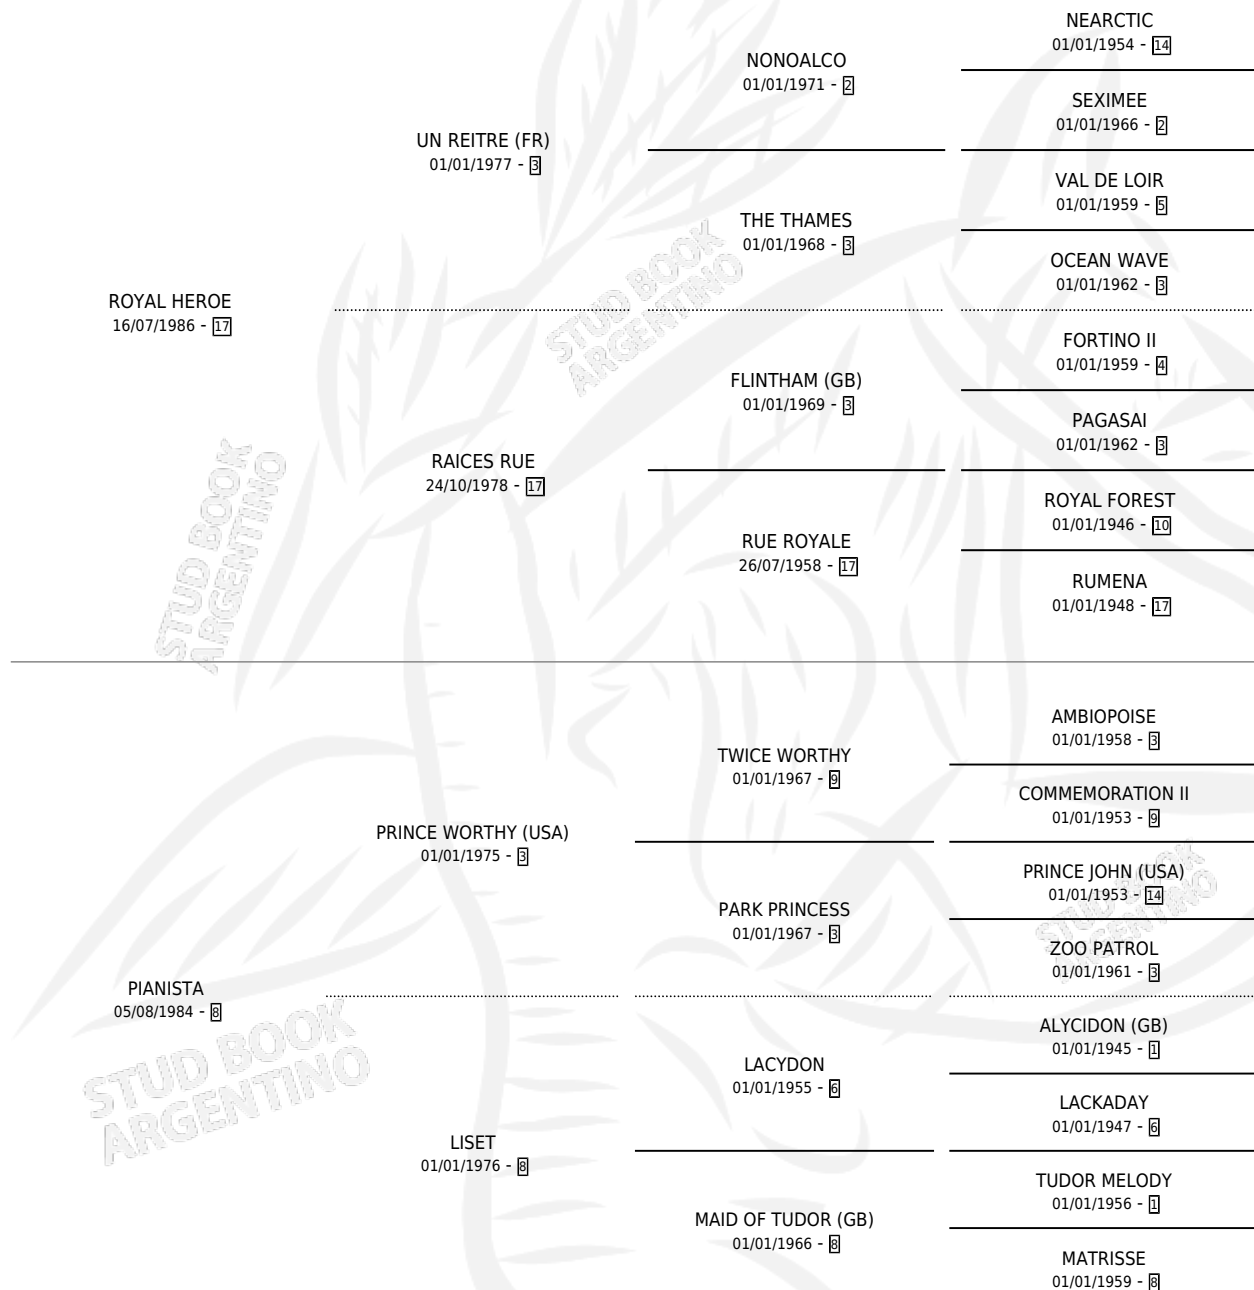 NEARCTIC
01/01/1954 - 14
NONOALCO
01/01/1971 - 2
SEXIMEE
01/01/1966 - 2
UN REITRE (FR)
01/01/1977 - 3
VAL DE LOIR
01/01/1959 - 5
THE THAMES
01/01/1968 - 3
OCEAN WAVE
01/01/1962 - 3
ROYAL HEROE
16/07/1986 - 17
FORTINO II
01/01/1959 - 4
FLINTHAM (GB)
01/01/1969 - 3
PAGASAI
01/01/1962 - 3
RAICES RUE
24/10/1978 - 17
ROYAL FOREST
01/01/1946 - 10
RUE ROYALE
26/07/1958 - 17
RUMENA
01/01/1948 - 17
AMBIOPOISE
01/01/1958 - 3
TWICE WORTHY
01/01/1967 - 9
COMMEMORATION II
01/01/1953 - 9
PRINCE WORTHY (USA)
01/01/1975 - 3
PRINCE JOHN (USA)
01/01/1953 - 14
PARK PRINCESS
01/01/1967 - 3
ZOO PATROL
01/01/1961 - 3
PIANISTA
05/08/1984 - 8
ALYCIDON (GB)
01/01/1945 - 1
LACYDON
01/01/1955 - 6
LACKADAY
01/01/1947 - 6
LISET
01/01/1976 - 8
TUDOR MELODY
01/01/1956 - 1
MAID OF TUDOR (GB)
01/01/1966 - 8
MATRISSE
01/01/1959 - 8
STUD BOOK
ARGENTINO
STUD BOOK
ARGENTINO
STUD BOOK
ARGENTINO
STUD BOOK
ARGENTINO